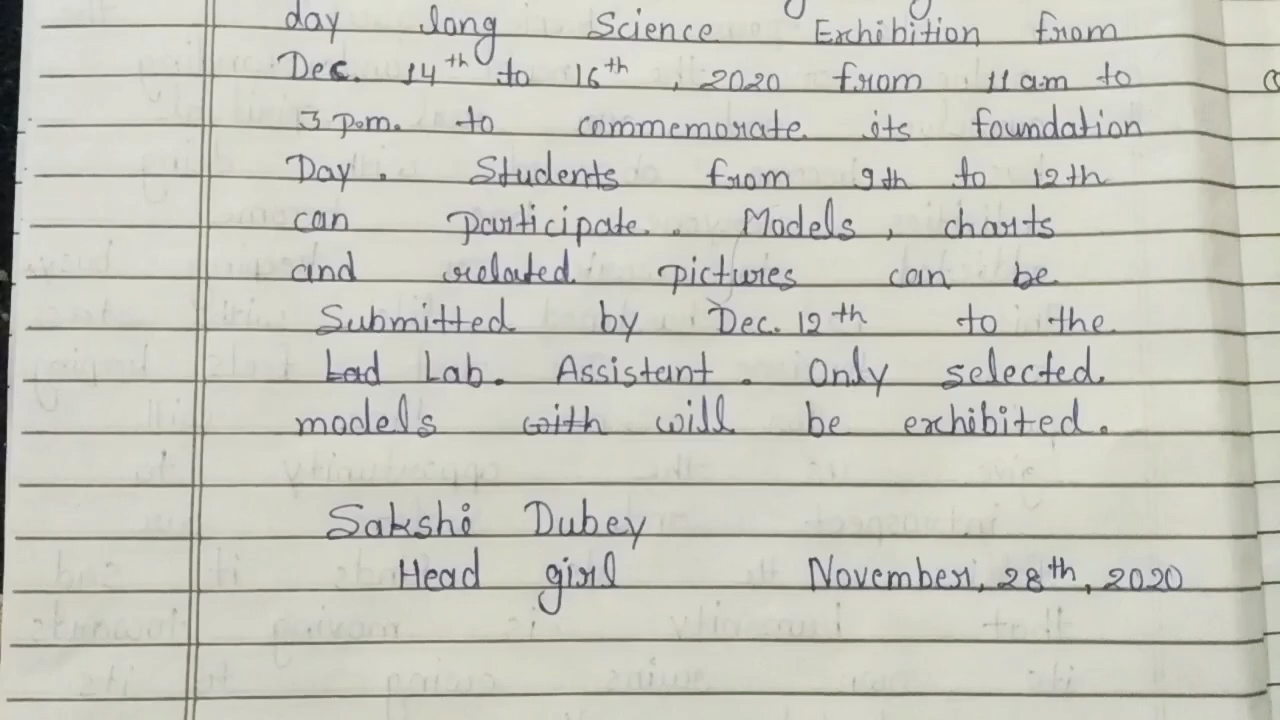 day long Science Exhibition from
Dec. 14th to 16th, 2020 from 11 am to
3 p.m. to commemorate its foundation
Day. Students from 9th to 12th
can participate. Models, charts
and related pictures can be
Submitted by Dec. 12th to the
Lad Lab. Assistant. Only selected.
models with will be exhibited.
Sakshi Dubey
Head girl November, 28th, 2020